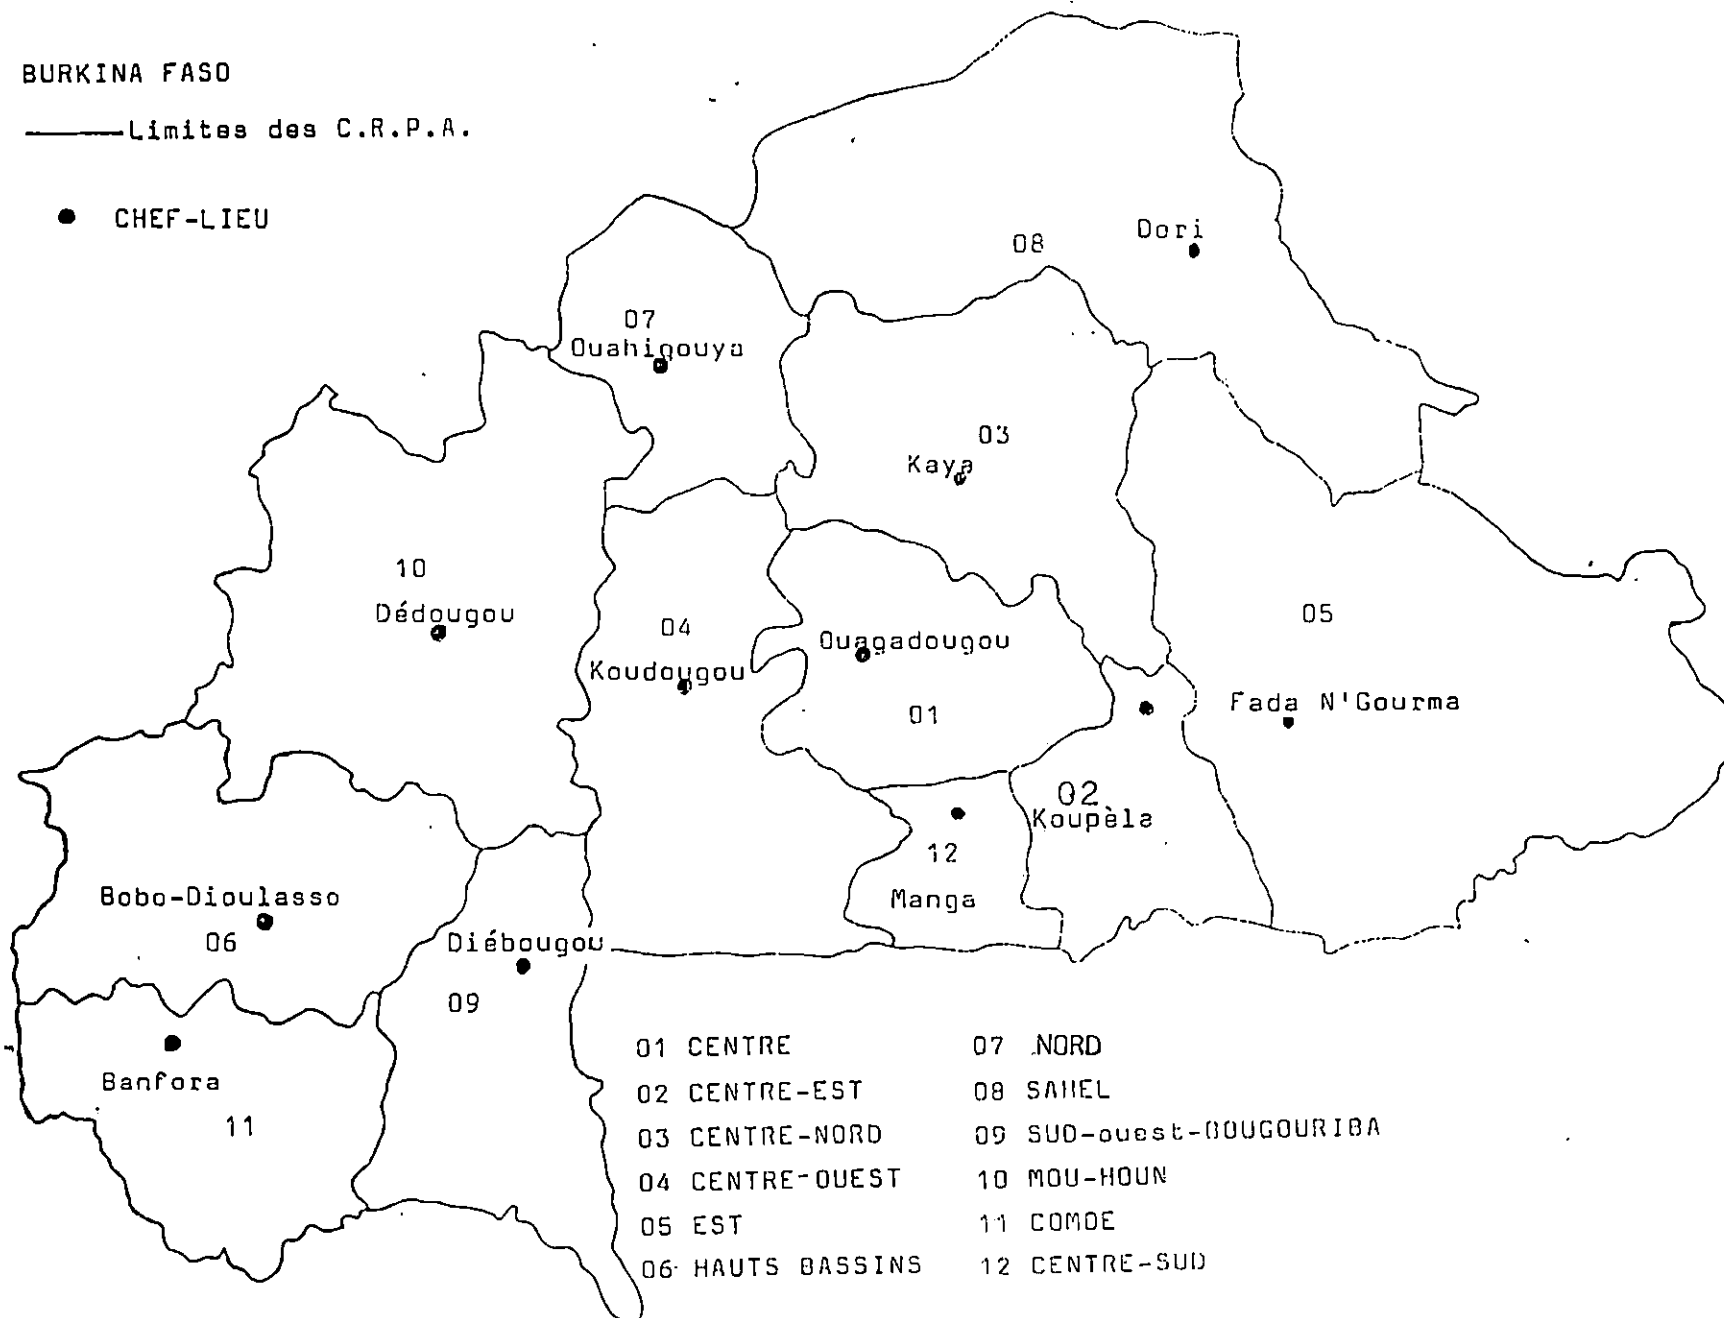 BURKINA FASO
Limites des C.R.P.A.
CHEF-LIEU
Dori
08
07
Ouahigouya
03
Kaya
10
Dédougou
04
Koudougou
Ouagadougou
01
05
Fada N'Gourma
02
Koupèla
12
Manga
Bobo-Dioulasso
06
Diébougou
09
Banfora
11
01 CENTRE
02 CENTRE-EST
03 CENTRE-NORD
04 CENTRE-OUEST
05 EST
06 HAUTS BASSINS
07 NORD
08 SAHEL
09 SUD-ouest-BOUGOURIBA
10 MOU-HOUN
11 COMOE
12 CENTRE-SUD